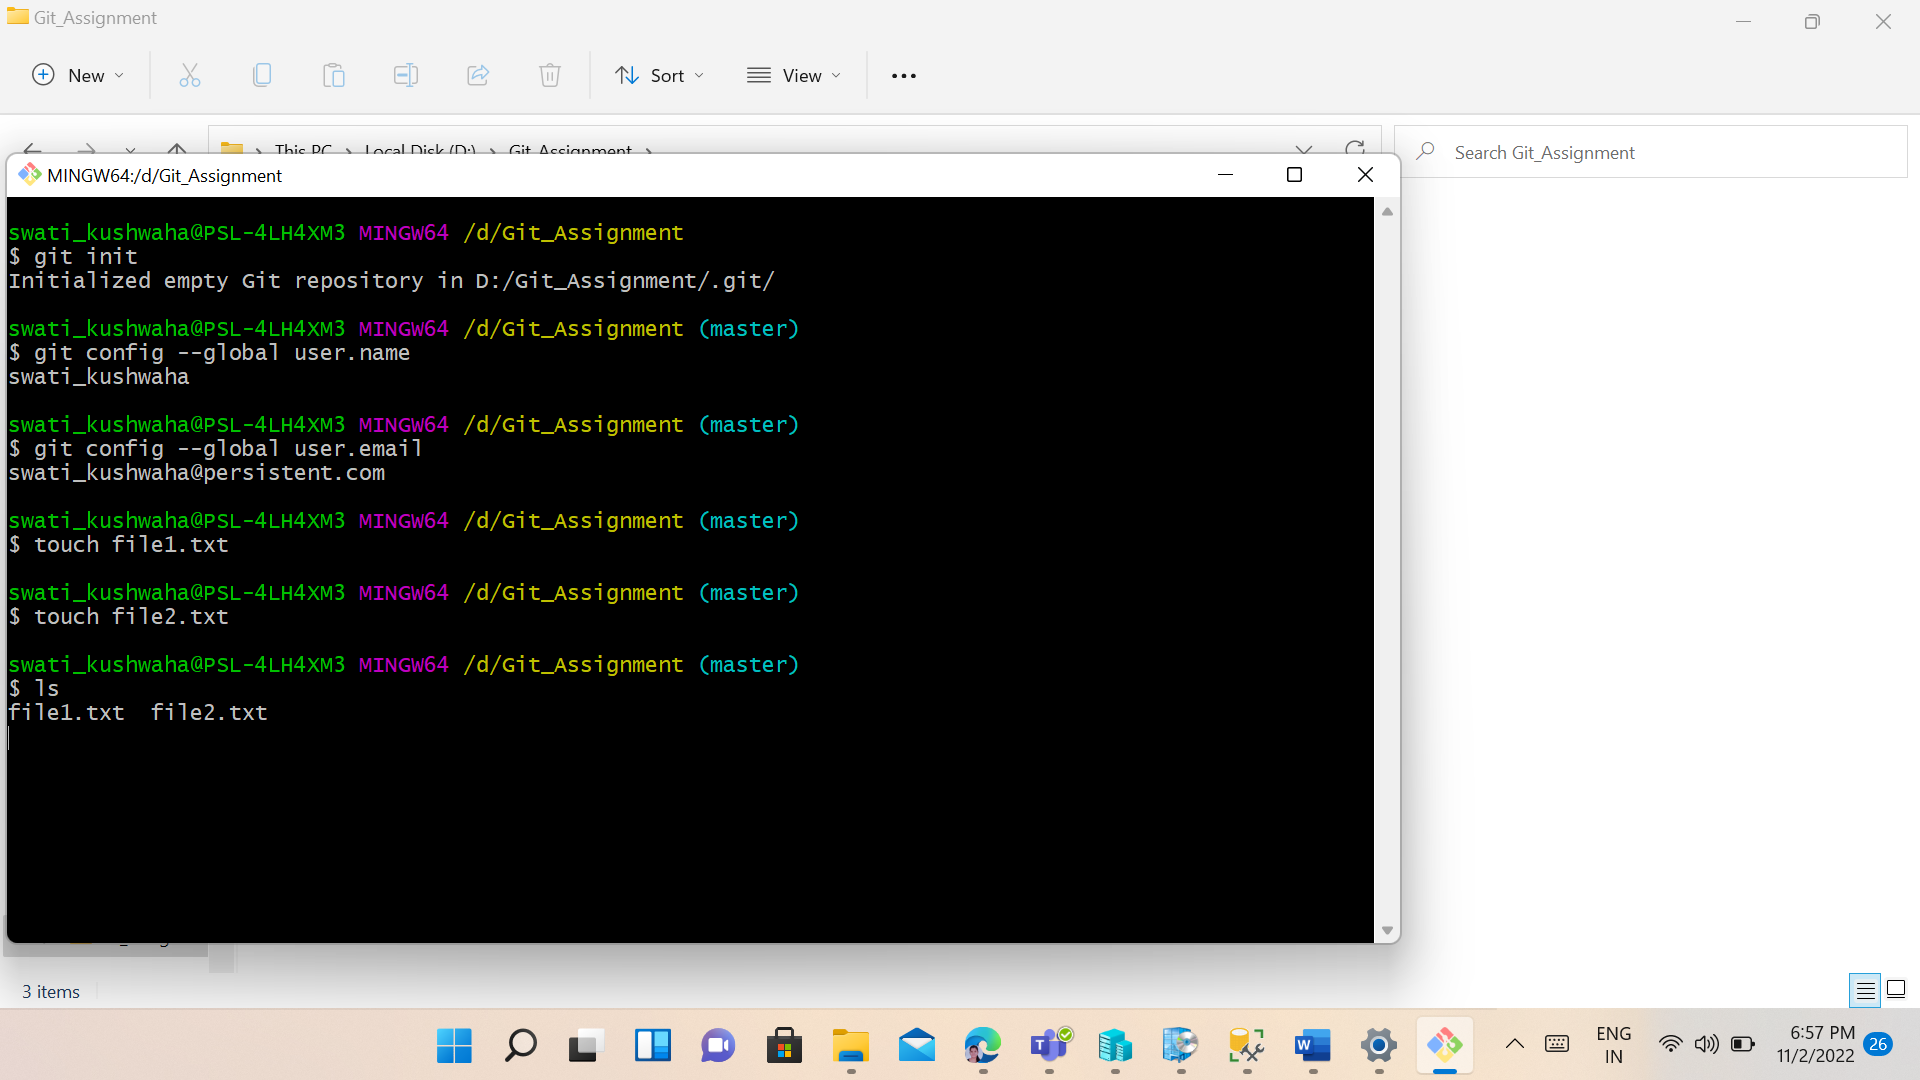 Git_Assignment
New
Sort
View
This PC > Local Disk (D:) > Git_Assignment >
Search Git_Assignment
MINGW64:/d/Git_Assignment
swati_kushwaha@PSL-4LH4XM3 MINGW64 /d/Git_Assignment
$ git init
Initialized empty Git repository in D:/Git_Assignment/.git/
swati_kushwaha@PSL-4LH4XM3 MINGW64 /d/Git_Assignment (master)
$ git config --global user.name
swati_kushwaha
swati_kushwaha@PSL-4LH4XM3 MINGW64 /d/Git_Assignment (master)
$ git config --global user.email
swati_kushwaha@persistent.com
swati_kushwaha@PSL-4LH4XM3 MINGW64 /d/Git_Assignment (master)
$ touch file1.txt
swati_kushwaha@PSL-4LH4XM3 MINGW64 /d/Git_Assignment (master)
$ touch file2.txt
swati_kushwaha@PSL-4LH4XM3 MINGW64 /d/Git_Assignment (master)
$ ls
file1.txt  file2.txt
3 items
ENG
IN
6:57 PM
11/2/2022
26